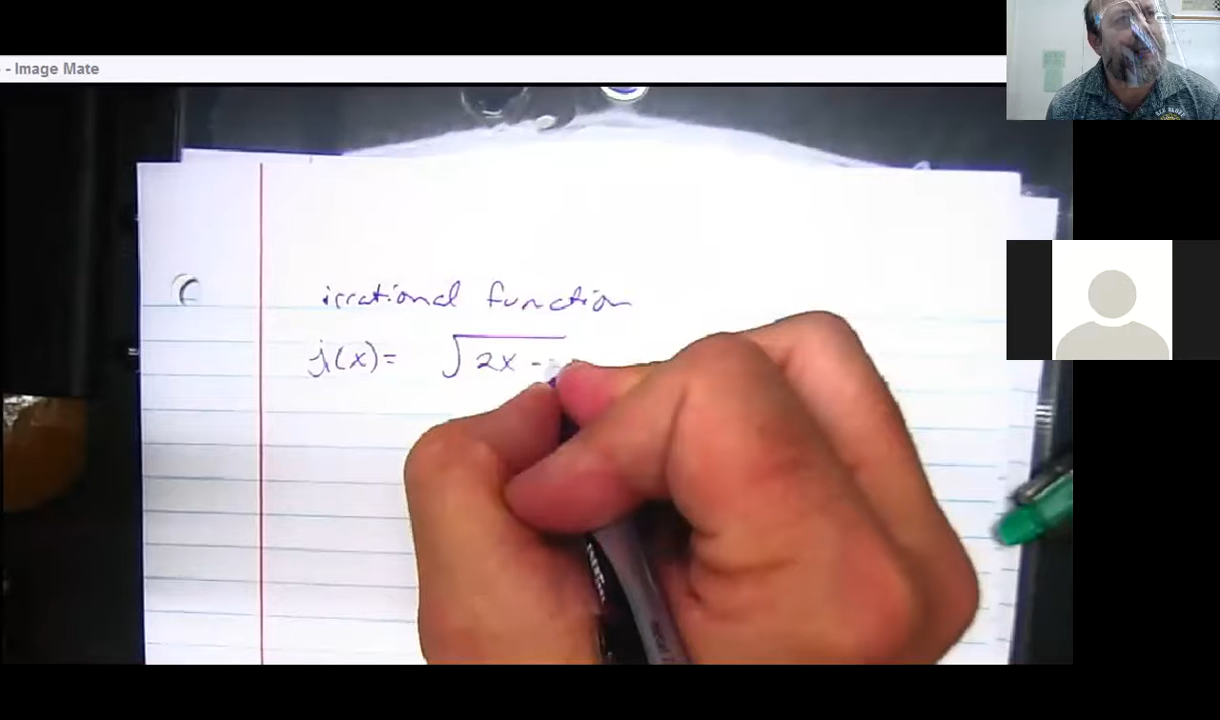 - Image Mate
irrational function
j(x) = √2x -